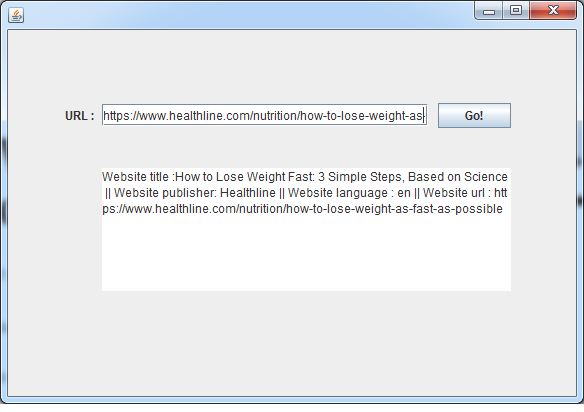 URL :
https://www.healthline.com/nutrition/how-to-lose-weight-as-
Go!
Website title :How to Lose Weight Fast: 3 Simple Steps, Based on Science
|| Website publisher: Healthline || Website language : en || Website url : htt
ps://www.healthline.com/nutrition/how-to-lose-weight-as-fast-as-possible